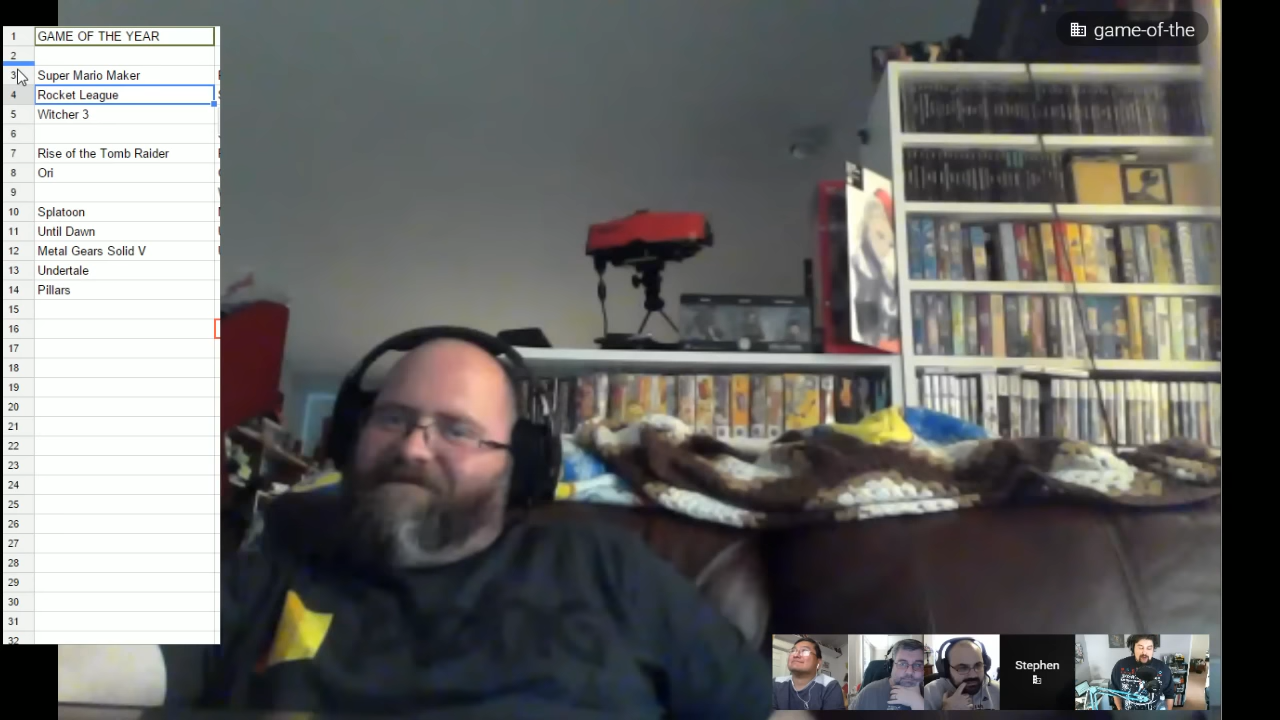 GAME OF THE YEAR
Super Mario Maker
Rocket League
Witcher 3
Rise of the Tomb Raider
Ori
Splatoon
Until Dawn
Metal Gears Solid V
Undertale
Pillars
1
2
3
4
5
6
7
8
9
10
11
12
13
14
15
16
17
18
19
20
21
22
23
24
25
26
27
28
29
30
31
32
game-of-the
Stephen